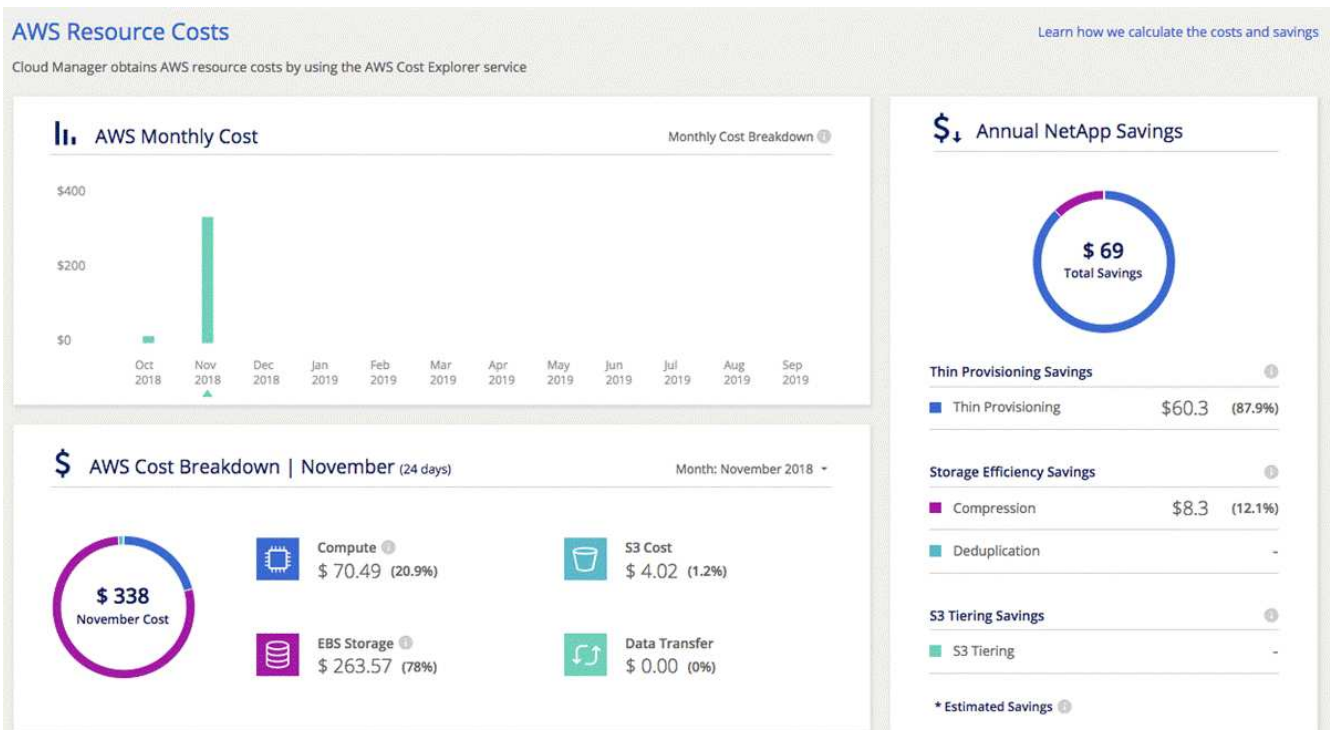 AWS Resource Costs
Learn how we calculate the costs and savings
Cloud Manager obtains AWS resource costs by using the AWS Cost Explorer service
AWS Monthly Cost
Monthly Cost Breakdown
$400
$200
$0
Oct Nov Dec Jan Feb Mar Apr May Jun Jul Aug Sep
2018 2018 2018 2019 2019 2019 2019 2019 2019 2019 2019 2019
AWS Cost Breakdown | November (24 days)
Month: November 2018
$ 338
November Cost
Compute
$ 70.49 (20.9%)
S3 Cost
$ 4.02 (1.2%)
EBS Storage
$ 263.57 (78%)
Data Transfer
$ 0.00 (0%)
Annual NetApp Savings
$ 69
Total Savings
Thin Provisioning Savings
Thin Provisioning $60.3 (87.9%)
Storage Efficiency Savings
Compression $8.3 (12.1%)
Deduplication -
S3 Tiering Savings
S3 Tiering -
* Estimated Savings